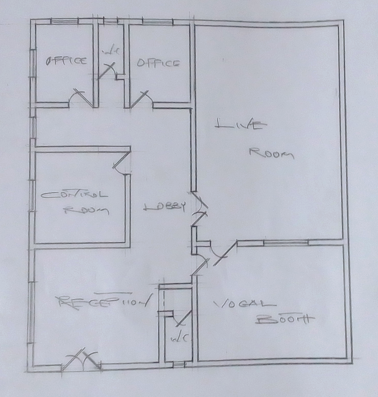 OFFICE
W/C
OFFICE
LIVE
ROOM
CONTROL
ROOM
LOBBY
RECEPTION
VOCAL
BOOTH
W/C